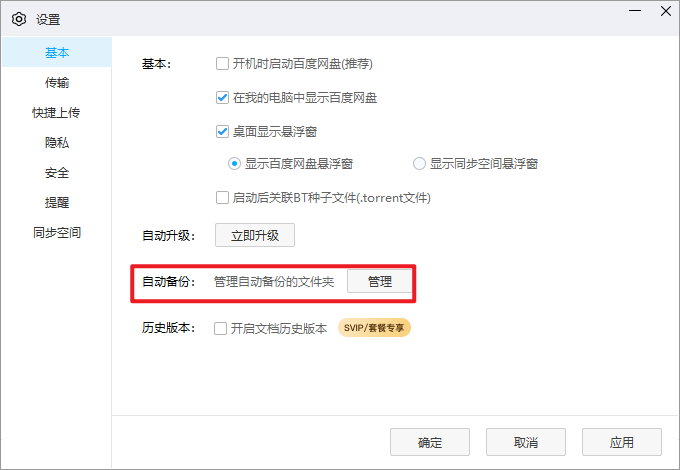 设置
基本
传输
快捷上传
隐私
安全
提醒
同步空间
基本： 开机时启动百度网盘(推荐)
在我的电脑中显示百度网盘
桌面显示悬浮窗
显示百度网盘悬浮窗 显示同步空间悬浮窗
启动后关联BT种子文件(.torrent文件)
自动升级： 立即升级
自动备份： 管理自动备份的文件夹 管理
历史版本： 开启文档历史版本 SVIP/套餐专享
确定 取消 应用